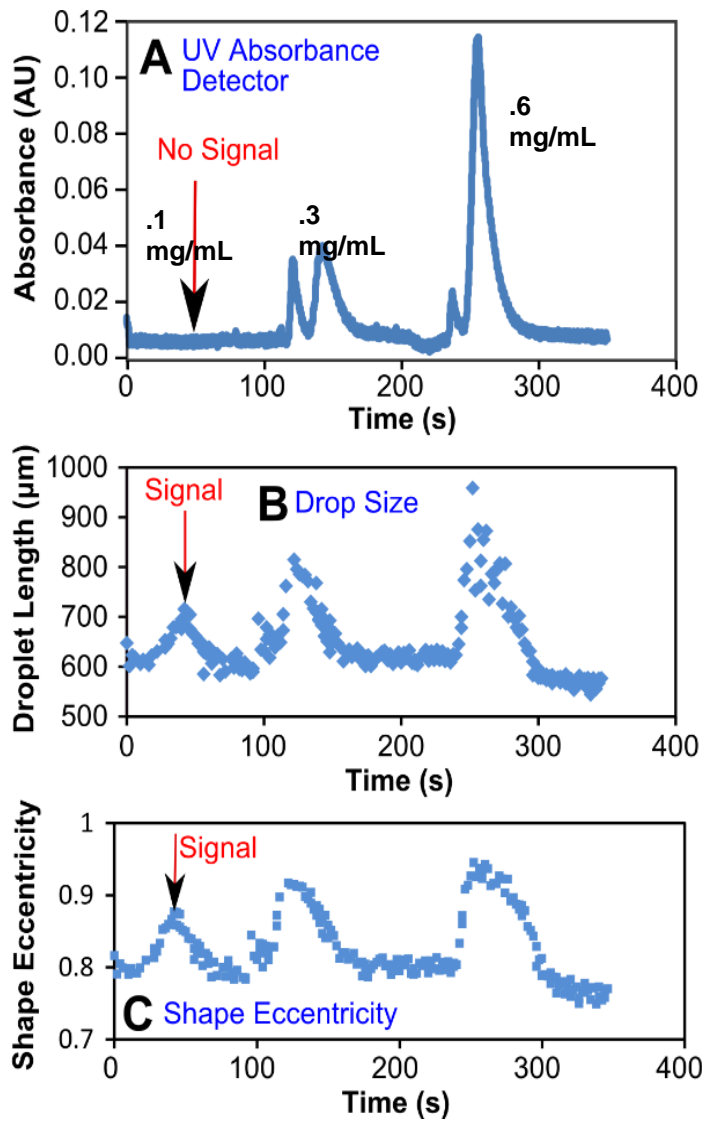 0.12
0.10
0.08
0.06
0.04
0.02
0.00
Absorbance (AU)
A UV Absorbance
Detector
No Signal
.1
mg/mL
.3
mg/mL
.6
mg/mL
0 100 200 300 400
Time (s)
1000
900
800
700
600
500
Droplet Length (μm)
Signal
B Drop Size
0 100 200 300 400
Time (s)
1
0.9
0.8
0.7
Shape Eccentricity
Signal
C Shape Eccentricity
0 100 200 300 400
Time (s)